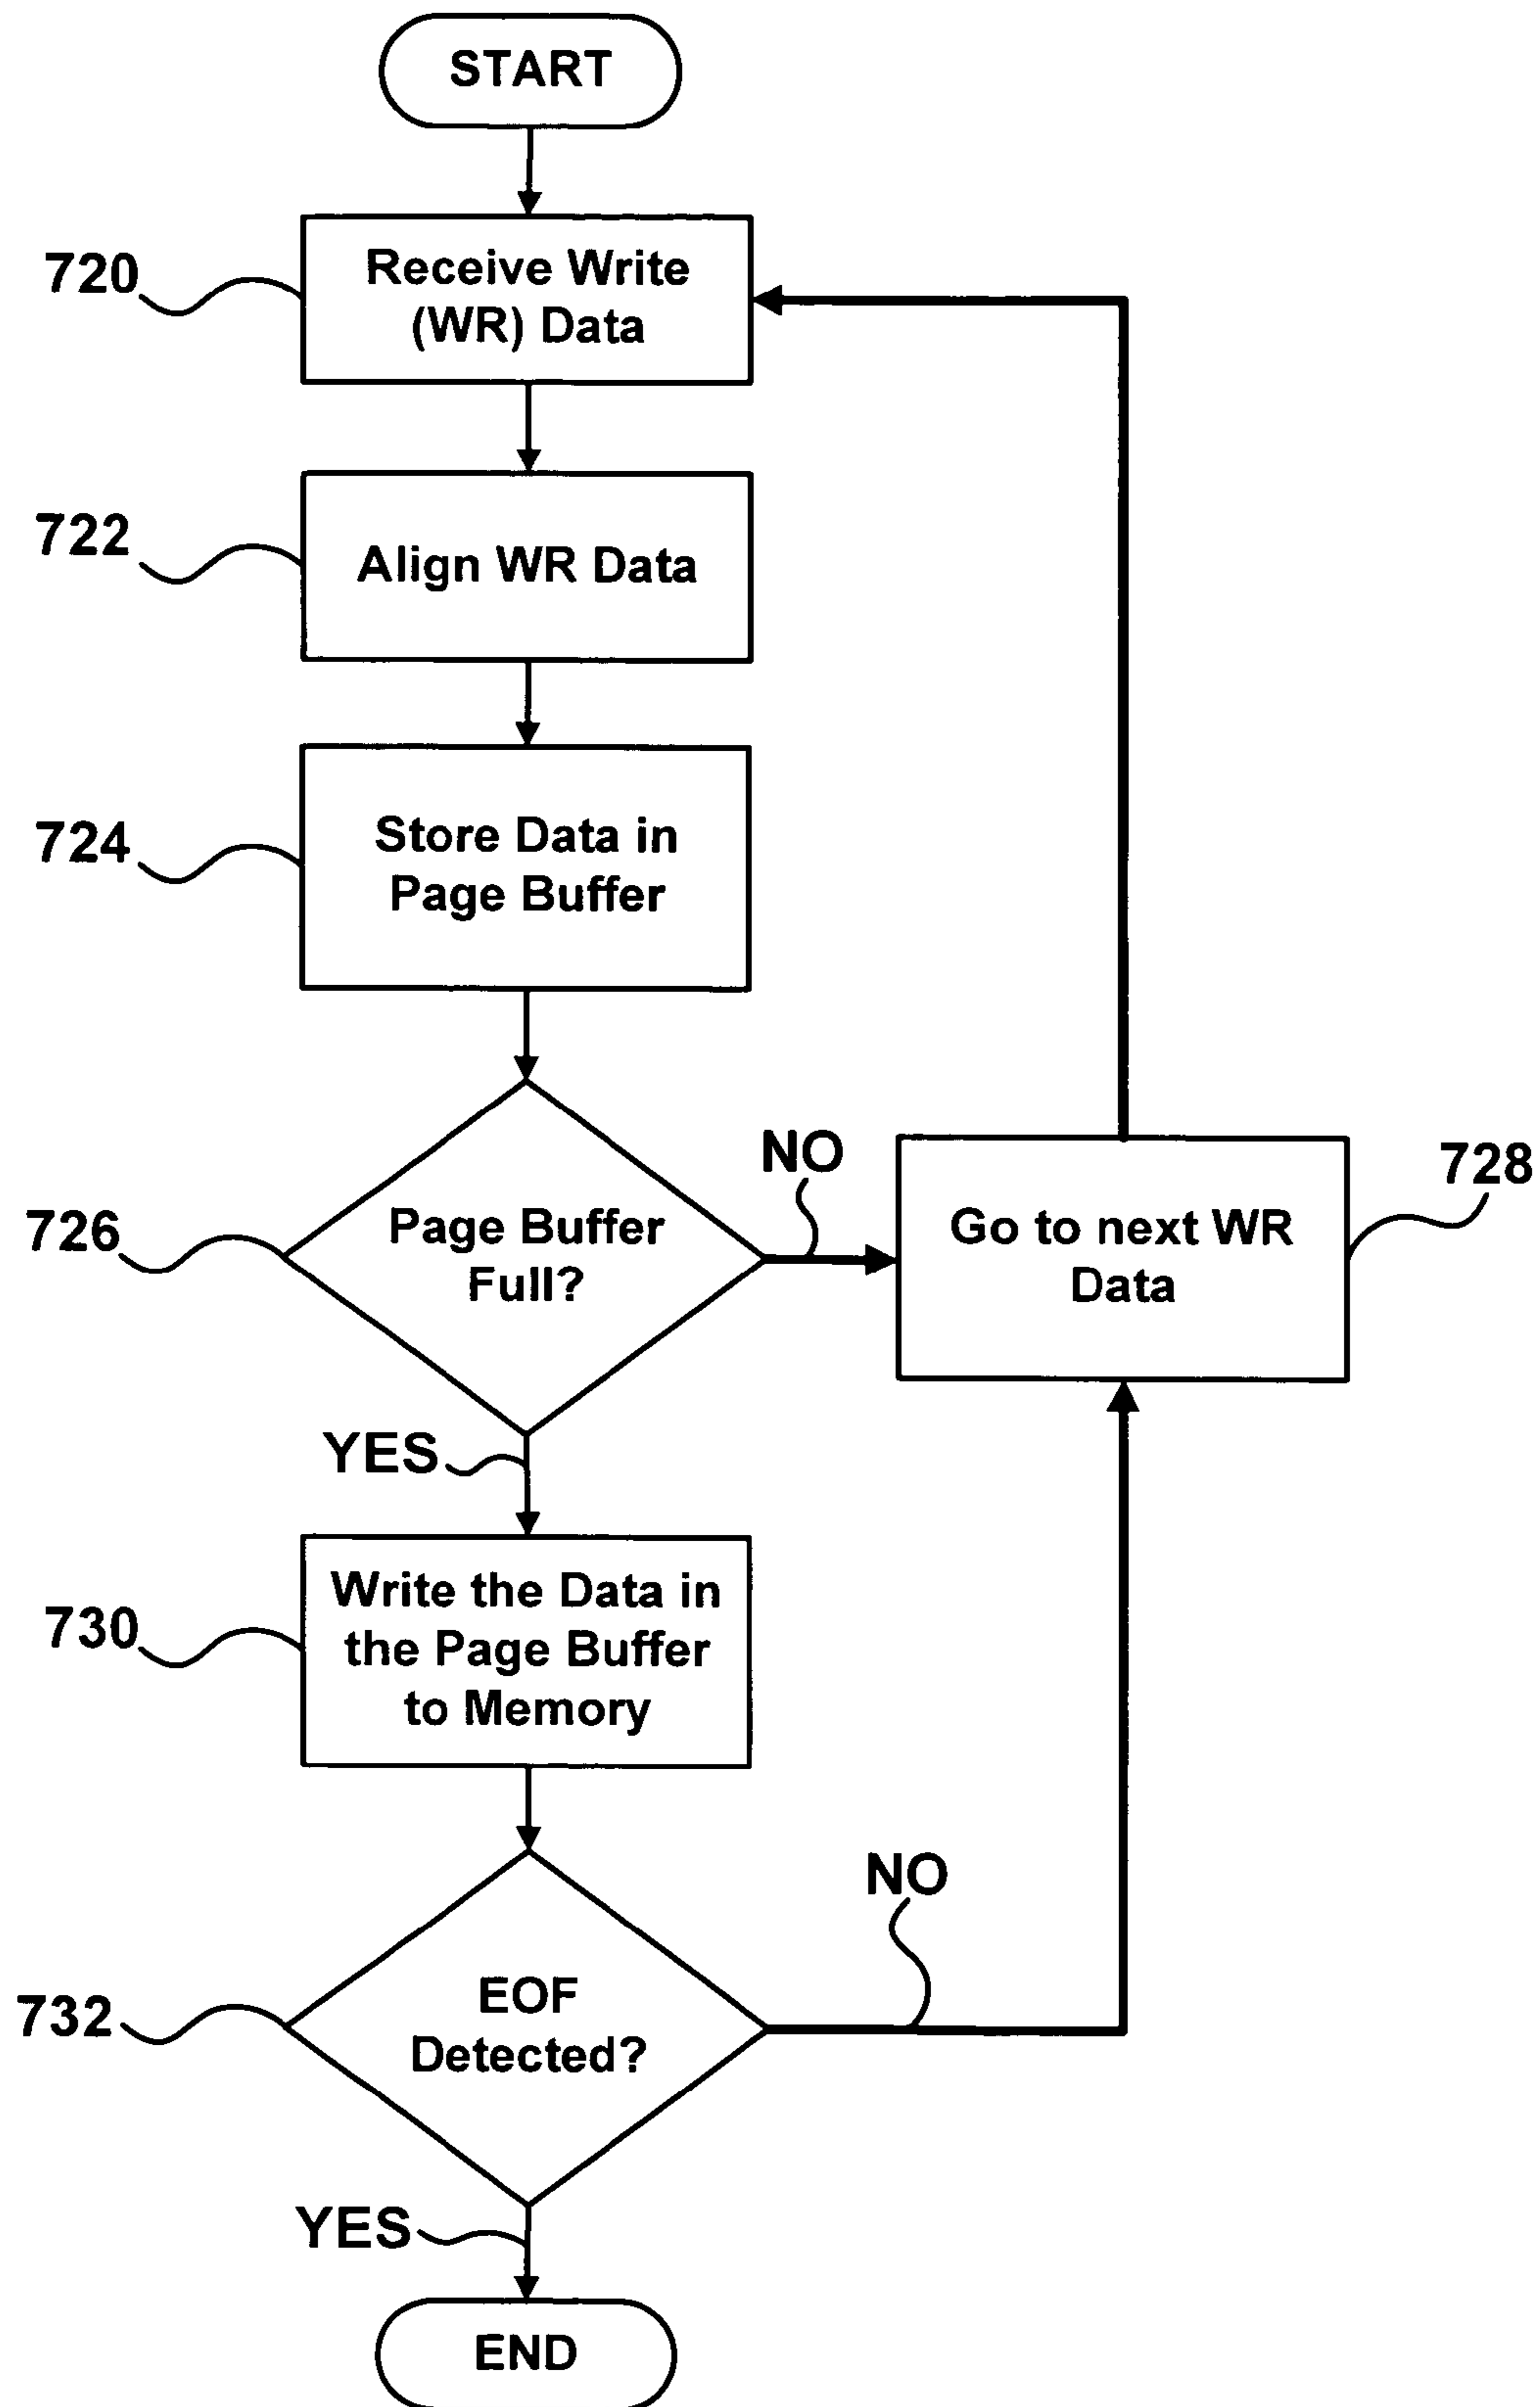 START
720
Receive Write
(WR) Data
722
Align WR Data
724
Store Data in
Page Buffer
726
Page Buffer
Full?
NO
728
Go to next WR
Data
YES
730
Write the Data in
the Page Buffer
to Memory
732
EOF
Detected?
NO
YES
END